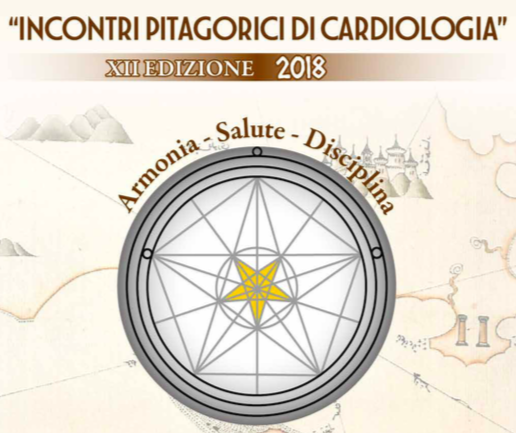 “INCONTRI PITAGORICI DI CARDIOLOGIA”
XII EDIZIONE 2018
Armonia - Salute - Disciplina